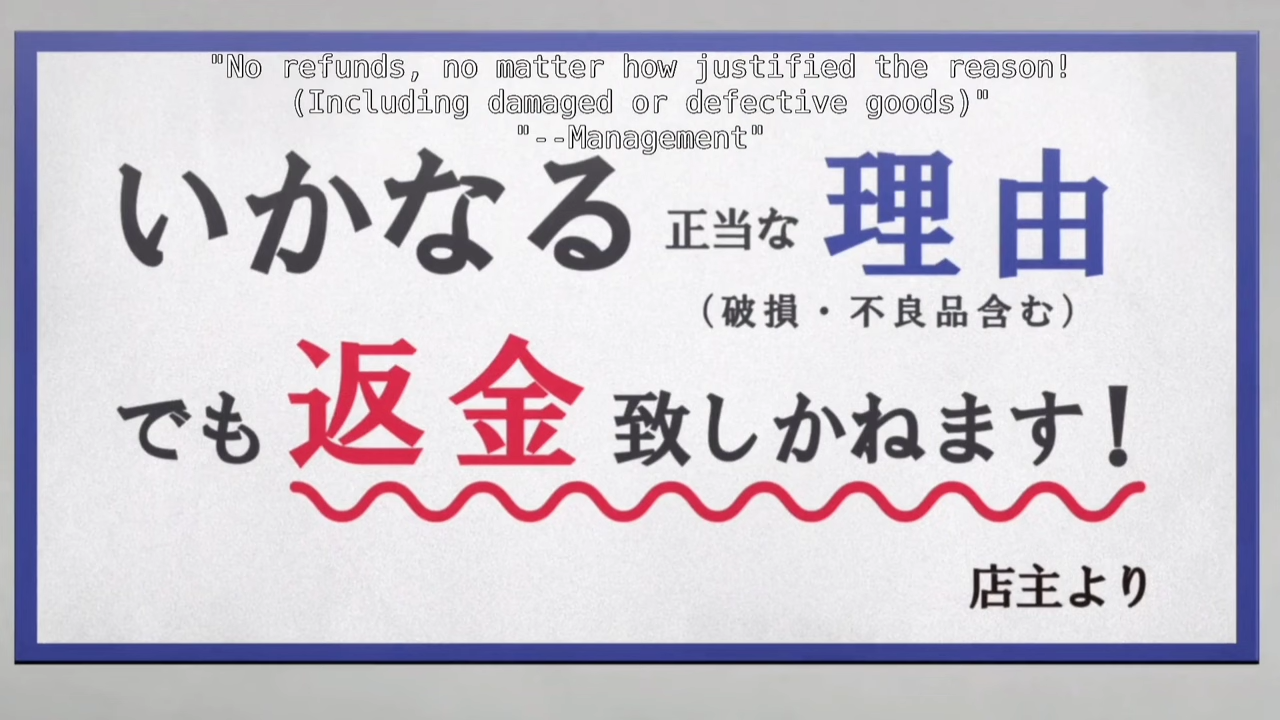 "No refunds, no matter how justified the reason!
(Including damaged or defective goods)"
"--Management"
いかなる 正当な 理由
（破損・不良品含む）
でも 返金 致しかねます！
店主より